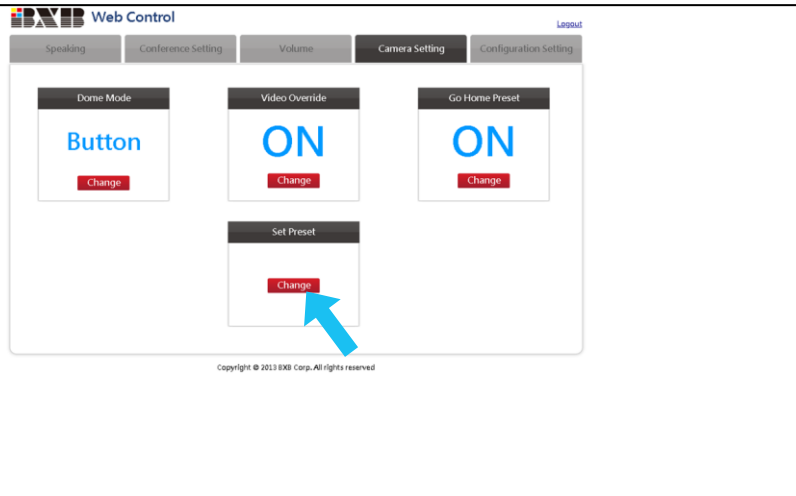 BXB Web Control
Logout
Speaking Conference Setting Volume Camera Setting Configuration Setting
Dome Mode Video Override Go Home Preset
Button ON ON
Change Change Change
Set Preset
Change
Copyright © 2013 BXB Corp. All rights reserved